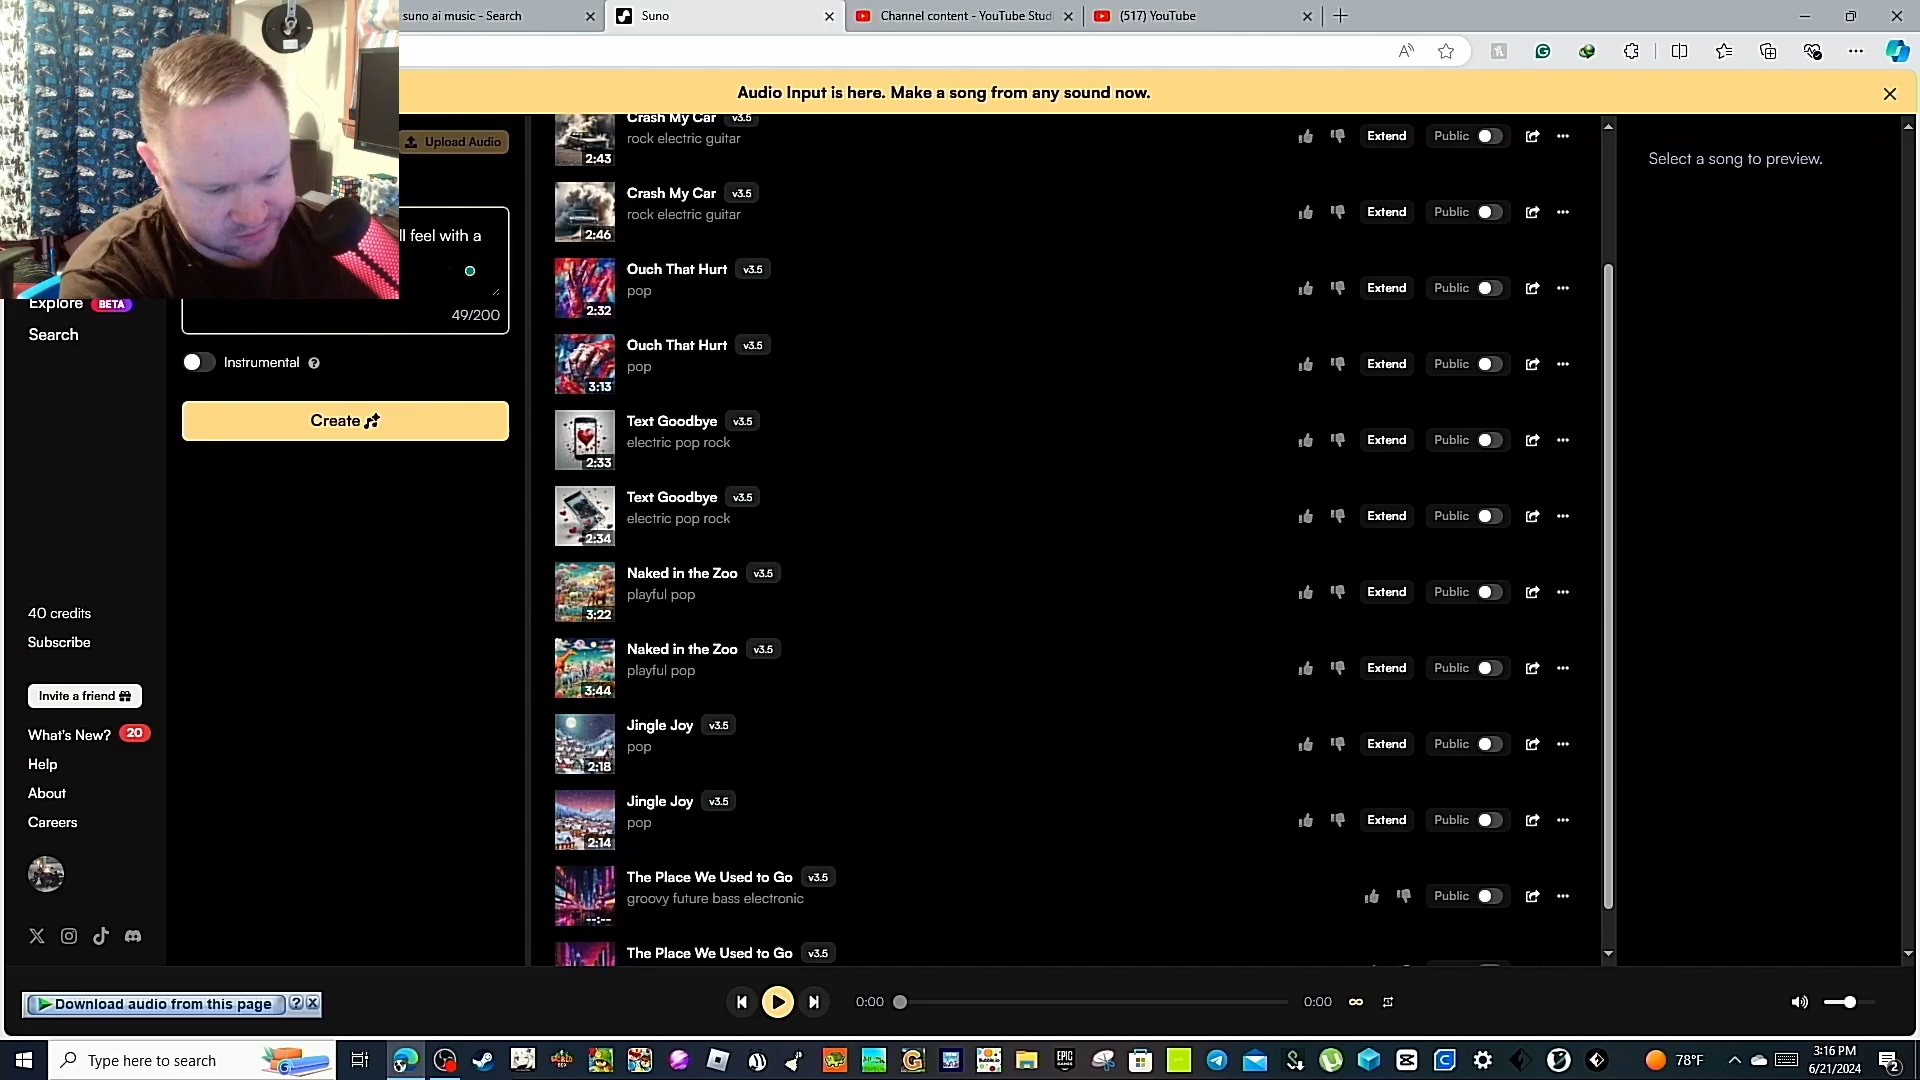 suno ai music - Search
Suno
Channel content - YouTube Studi
(517) YouTube
Audio Input is here. Make a song from any sound now.
Upload Audio
ll feel with a
49/200
Instrumental
Create
Explore BETA
Search
40 credits
Subscribe
Invite a friend
What's New? 20
Help
About
Careers
Crash My Car v3.5
rock electric guitar
2:43
Extend
Public
Crash My Car v3.5
rock electric guitar
2:46
Extend
Public
Ouch That Hurt v3.5
pop
2:32
Extend
Public
Ouch That Hurt v3.5
pop
3:13
Extend
Public
Text Goodbye v3.5
electric pop rock
2:33
Extend
Public
Text Goodbye v3.5
electric pop rock
2:34
Extend
Public
Naked in the Zoo v3.5
playful pop
3:22
Extend
Public
Naked in the Zoo v3.5
playful pop
3:44
Extend
Public
Jingle Joy v3.5
pop
2:18
Extend
Public
Jingle Joy v3.5
pop
2:14
Extend
Public
The Place We Used to Go v3.5
groovy future bass electronic
--:--
Public
The Place We Used to Go v3.5
Select a song to preview.
Download audio from this page
0:00
0:00
Type here to search
78°F
3:16 PM
6/21/2024
2